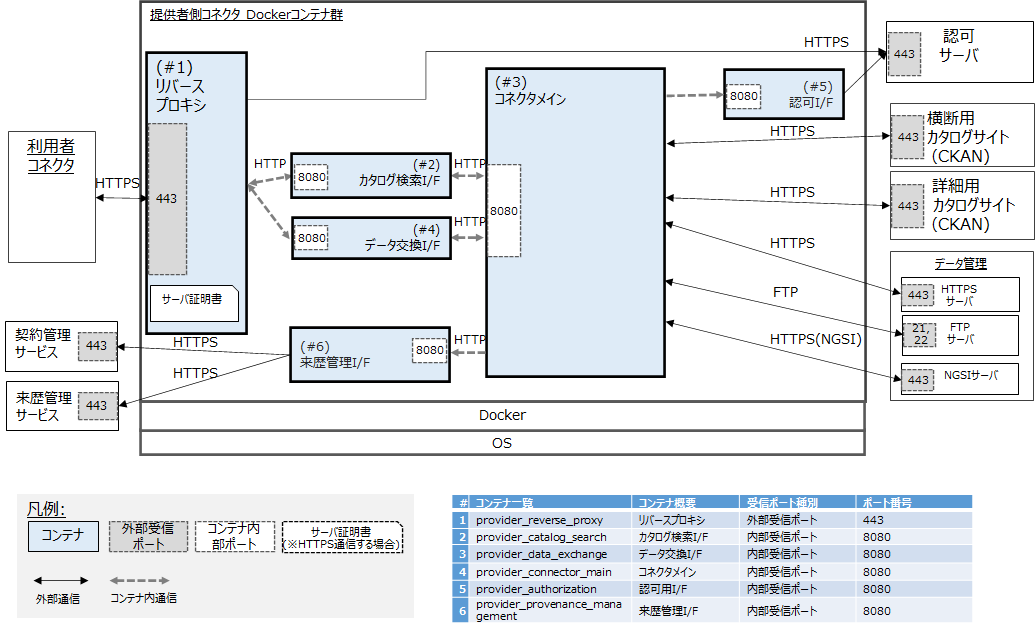 提供者側コネクタ Dockerコンテナ群
(#1)
リバース
プロキシ
443
サーバ証明書
利用者
コネクタ
HTTPS
HTTP
8080
(#2)
カタログ検索I/F
HTTP
8080
(#4)
データ交換I/F
HTTP
(#3)
コネクタメイン
8080
8080
(#5)
認可I/F
HTTPS
443
認可
サーバ
HTTPS
443
横断用
カタログサイト
(CKAN)
HTTPS
443
詳細用
カタログサイト
(CKAN)
データ管理
HTTPS
443
HTTPS
サーバ
FTP
21,
22
FTP
サーバ
HTTPS(NGSI)
443
NGSIサーバ
(#6)
来歴管理I/F
8080
HTTP
契約管理
サービス
443
HTTPS
来歴管理
サービス
443
HTTPS
Docker
OS
凡例:
コンテナ
外部受信
ポート
コンテナ内
部ポート
サーバ証明書
(※HTTPS通信する場合)
外部通信
コンテナ内通信
# コンテナ一覧 コンテナ概要 受信ポート種別 ポート番号
1 provider_reverse_proxy リバースプロキシ 外部受信ポート 443
2 provider_catalog_search カタログ検索I/F 内部受信ポート 8080
3 provider_data_exchange データ交換I/F 内部受信ポート 8080
4 provider_connector_main コネクタメイン 内部受信ポート 8080
5 provider_authorization 認可用I/F 内部受信ポート 8080
6 provider_provenance_mana
gement 来歴管理I/F 内部受信ポート 8080